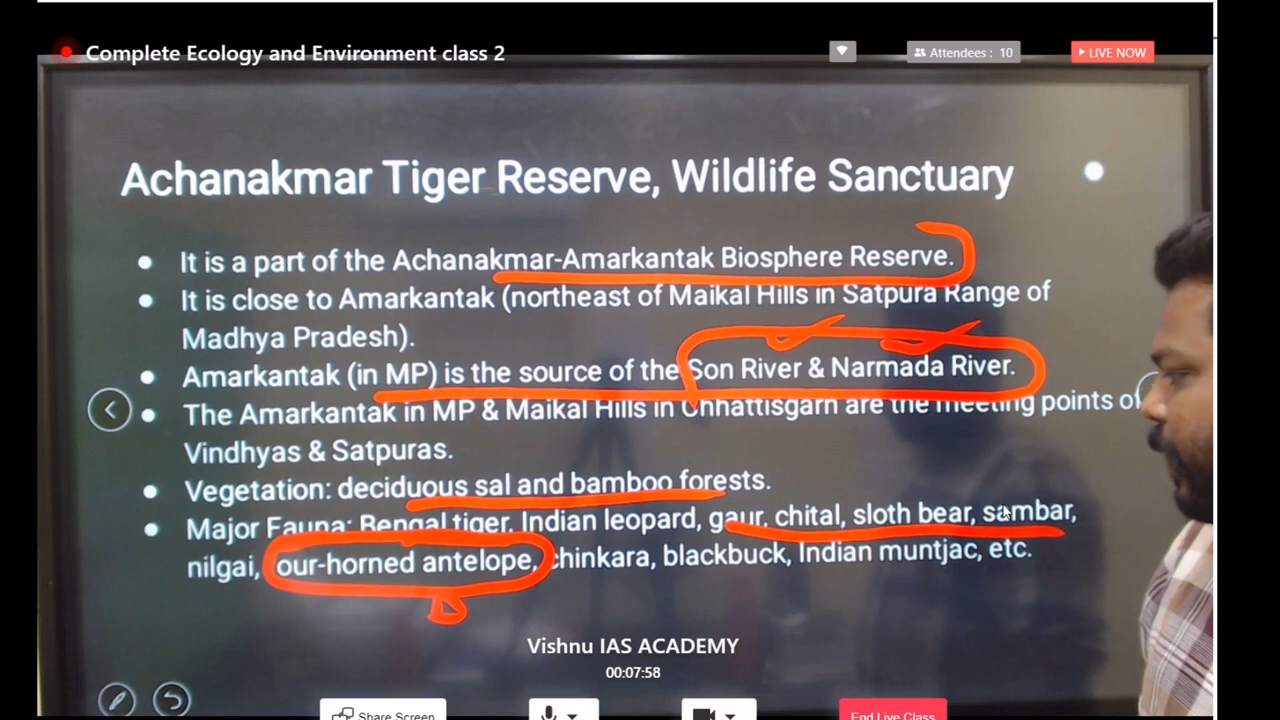 Complete Ecology and Environment class 2
Attendees : 10
LIVE NOW
Achanakmar Tiger Reserve, Wildlife Sanctuary
It is a part of the Achanakmar-Amarkantak Biosphere Reserve.
It is close to Amarkantak (northeast of Maikal Hills in Satpura Range of
Madhya Pradesh).
Amarkantak (in MP) is the source of the Son River & Narmada River.
The Amarkantak in MP & Maikal Hills in Chhattisgarh are the meeting points of
Vindhyas & Satpuras.
Vegetation: deciduous sal and bamboo forests.
Major Fauna: Bengal tiger, Indian leopard, gaur, chital, sloth bear, sambar,
nilgai, our-horned antelope, chinkara, blackbuck, Indian muntjac, etc.
Vishnu IAS ACADEMY
00:07:58
Share Screen
End Live Class